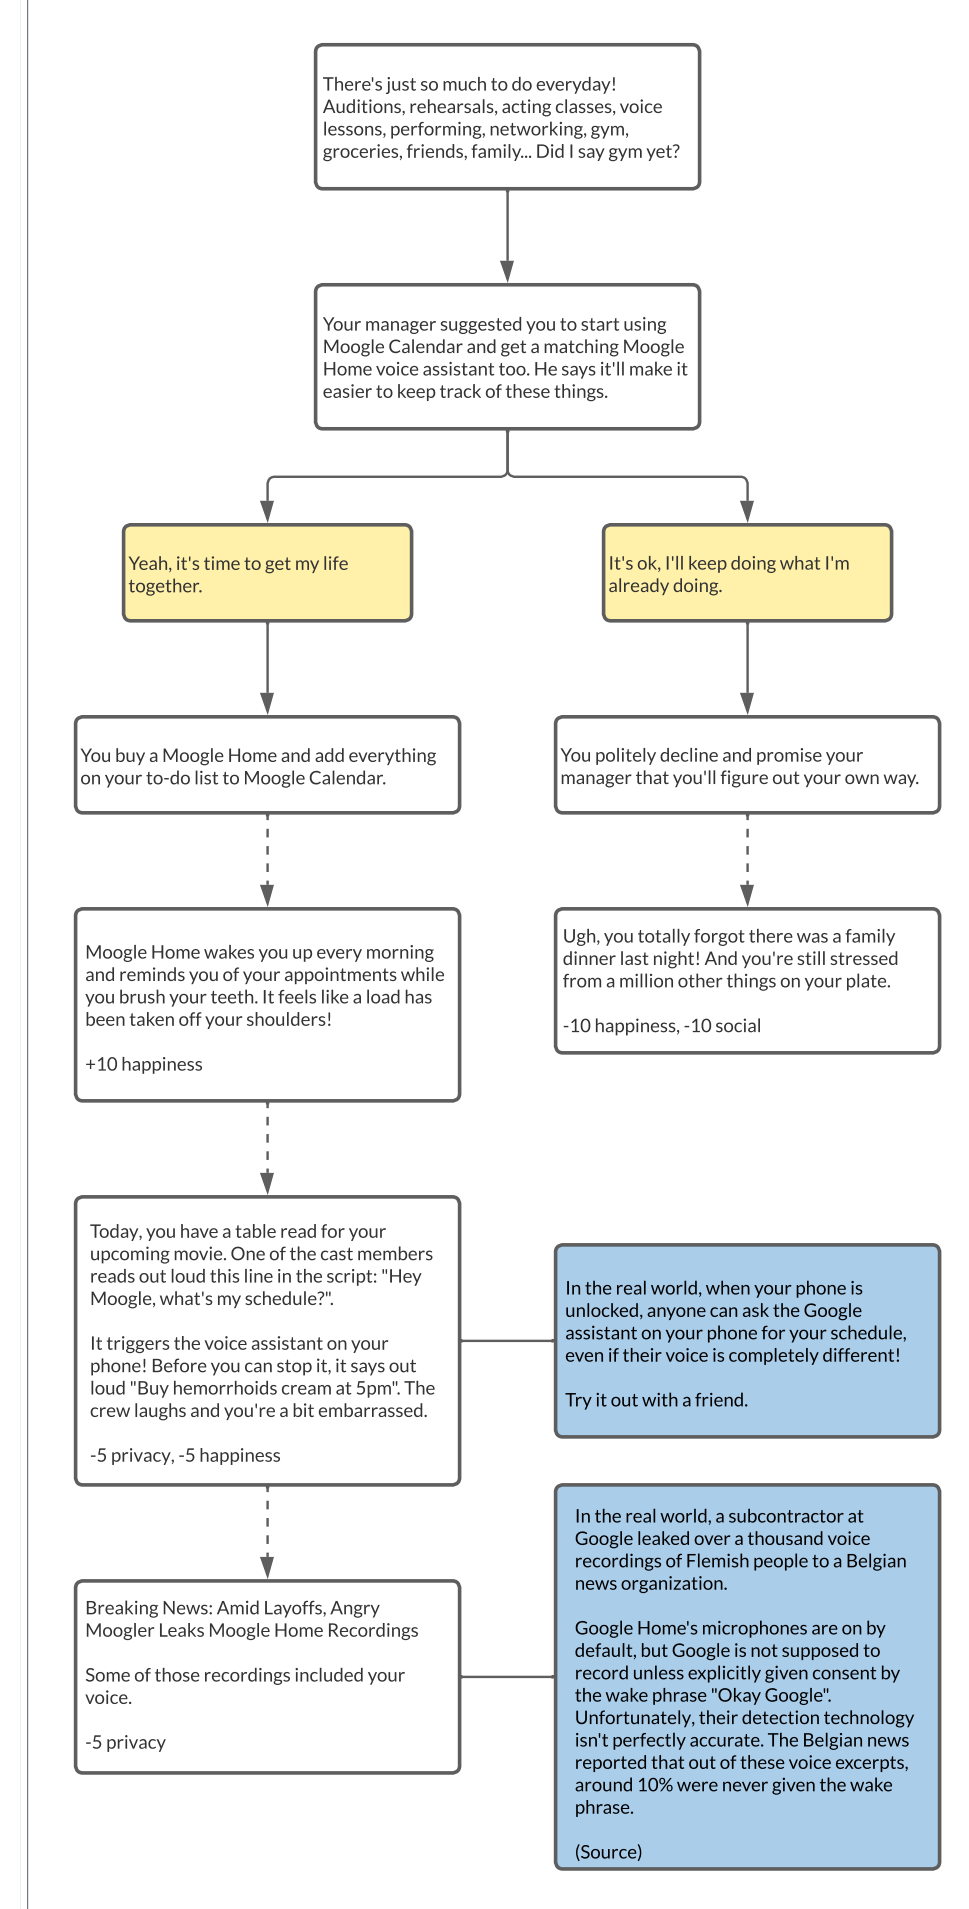 There's just so much to do everyday!
Auditions, rehearsals, acting classes, voice
lessons, performing, networking, gym,
groceries, friends, family... Did I say gym yet?
Your manager suggested you to start using
Moogle Calendar and get a matching Moogle
Home voice assistant too. He says it'll make it
easier to keep track of these things.
Yeah, it's time to get my life
together.
It's ok, I'll keep doing what I'm
already doing.
You buy a Moogle Home and add everything
on your to-do list to Moogle Calendar.
You politely decline and promise your
manager that you'll figure out your own way.
Moogle Home wakes you up every morning
and reminds you of your appointments while
you brush your teeth. It feels like a load has
been taken off your shoulders!
+10 happiness
Ugh, you totally forgot there was a family
dinner last night! And you're still stressed
from a million other things on your plate.
-10 happiness, -10 social
Today, you have a table read for your
upcoming movie. One of the cast members
reads out loud this line in the script: "Hey
Moogle, what's my schedule?".
It triggers the voice assistant on your
phone! Before you can stop it, it says out
loud "Buy hemorrhoids cream at 5pm". The
crew laughs and you're a bit embarrassed.
-5 privacy, -5 happiness
In the real world, when your phone is
unlocked, anyone can ask the Google
assistant on your phone for your schedule,
even if their voice is completely different!
Try it out with a friend.
Breaking News: Amid Layoffs, Angry
Moogler Leaks Moogle Home Recordings
Some of those recordings included your
voice.
-5 privacy
In the real world, a subcontractor at
Google leaked over a thousand voice
recordings of Flemish people to a Belgian
news organization.
Google Home's microphones are on by
default, but Google is not supposed to
record unless explicitly given consent by
the wake phrase "Okay Google".
Unfortunately, their detection technology
isn't perfectly accurate. The Belgian news
reported that out of these voice excerpts,
around 10% were never given the wake
phrase.
(Source)